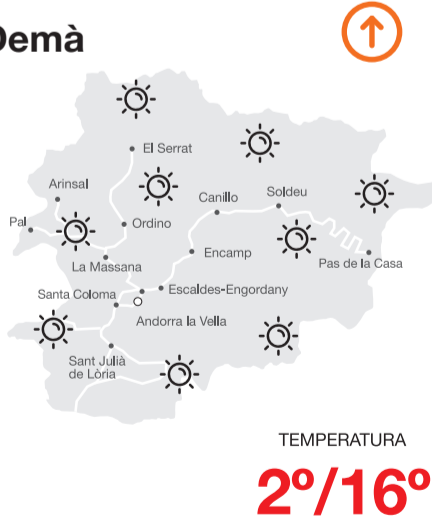 Demà
El Serrat
Arinsal
Canillo
Soldeu
Pal
Ordino
Encamp
La Massana
Pas de la Casa
Santa Coloma
Escaldes-Engordany
Andorra la Vella
Sant Julià
de Lòria
TEMPERATURA
2º/16º